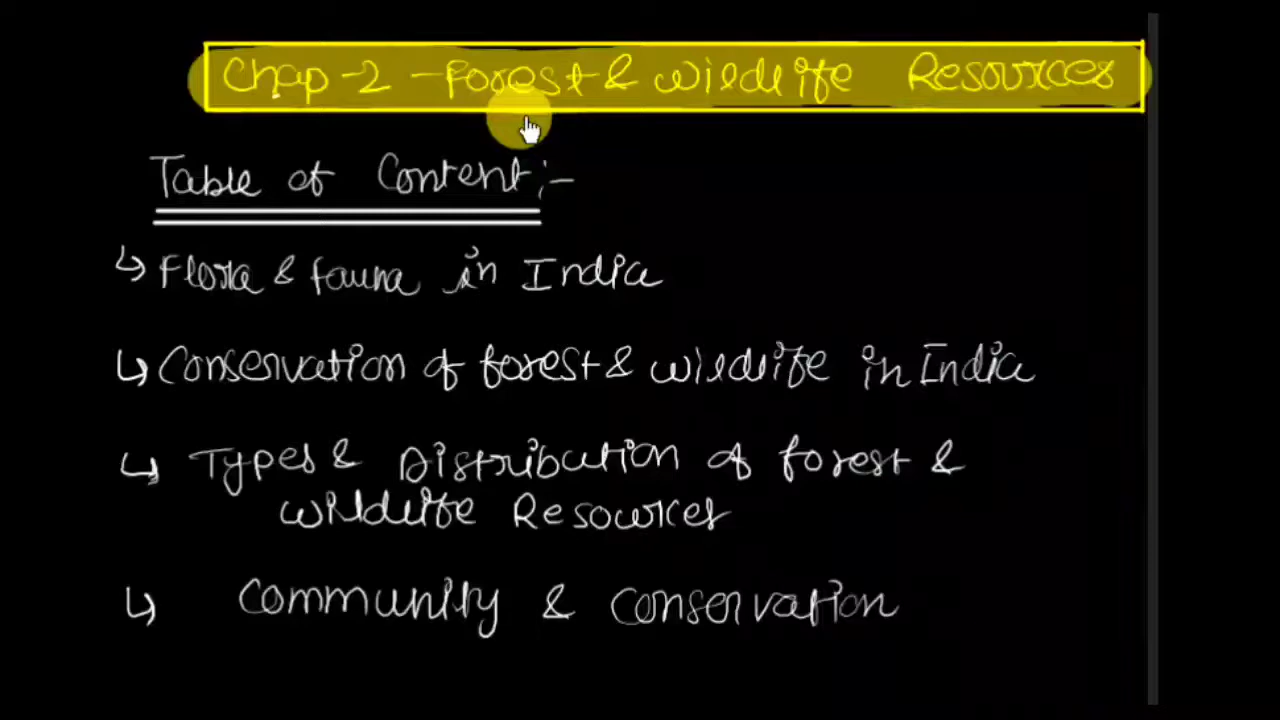 Chap-2 - Forest & Wildlife Resources
Table of Content :-
↳ Flora & Fauna in India
↳ Conservation of forest & wildlife in India
↳ Types & Distribution of forest &
wildlife Resources
↳ Community & Conservation